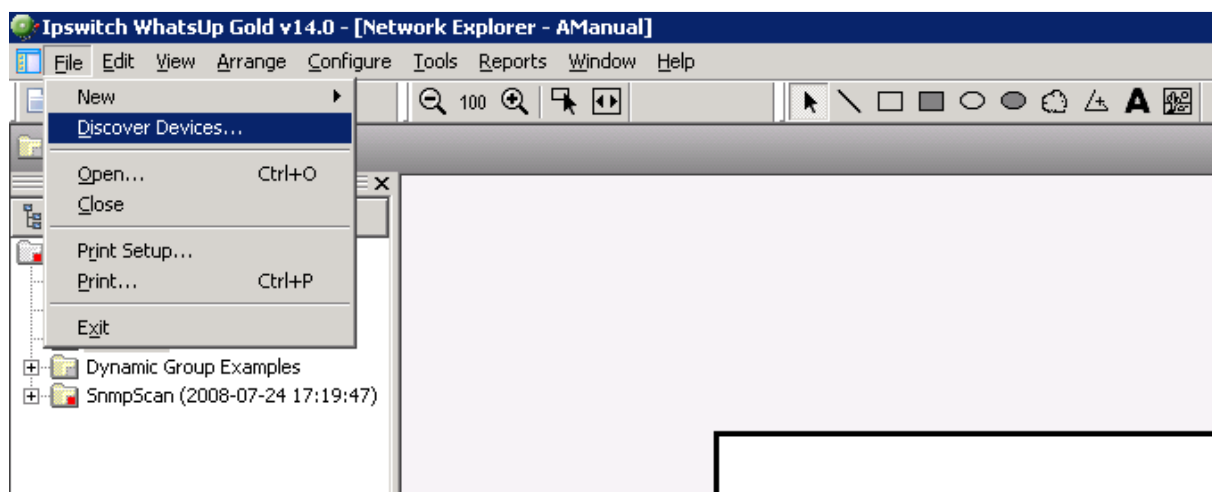 Ipswitch WhatsUp Gold v14.0 - [Network Explorer - AManual]
File Edit View Arrange Configure Tools Reports Window Help
100
A
New
Discover Devices...
Open... Ctrl+O
Close
Print Setup...
Print... Ctrl+P
Exit
Dynamic Group Examples
SnmpScan (2008-07-24 17:19:47)